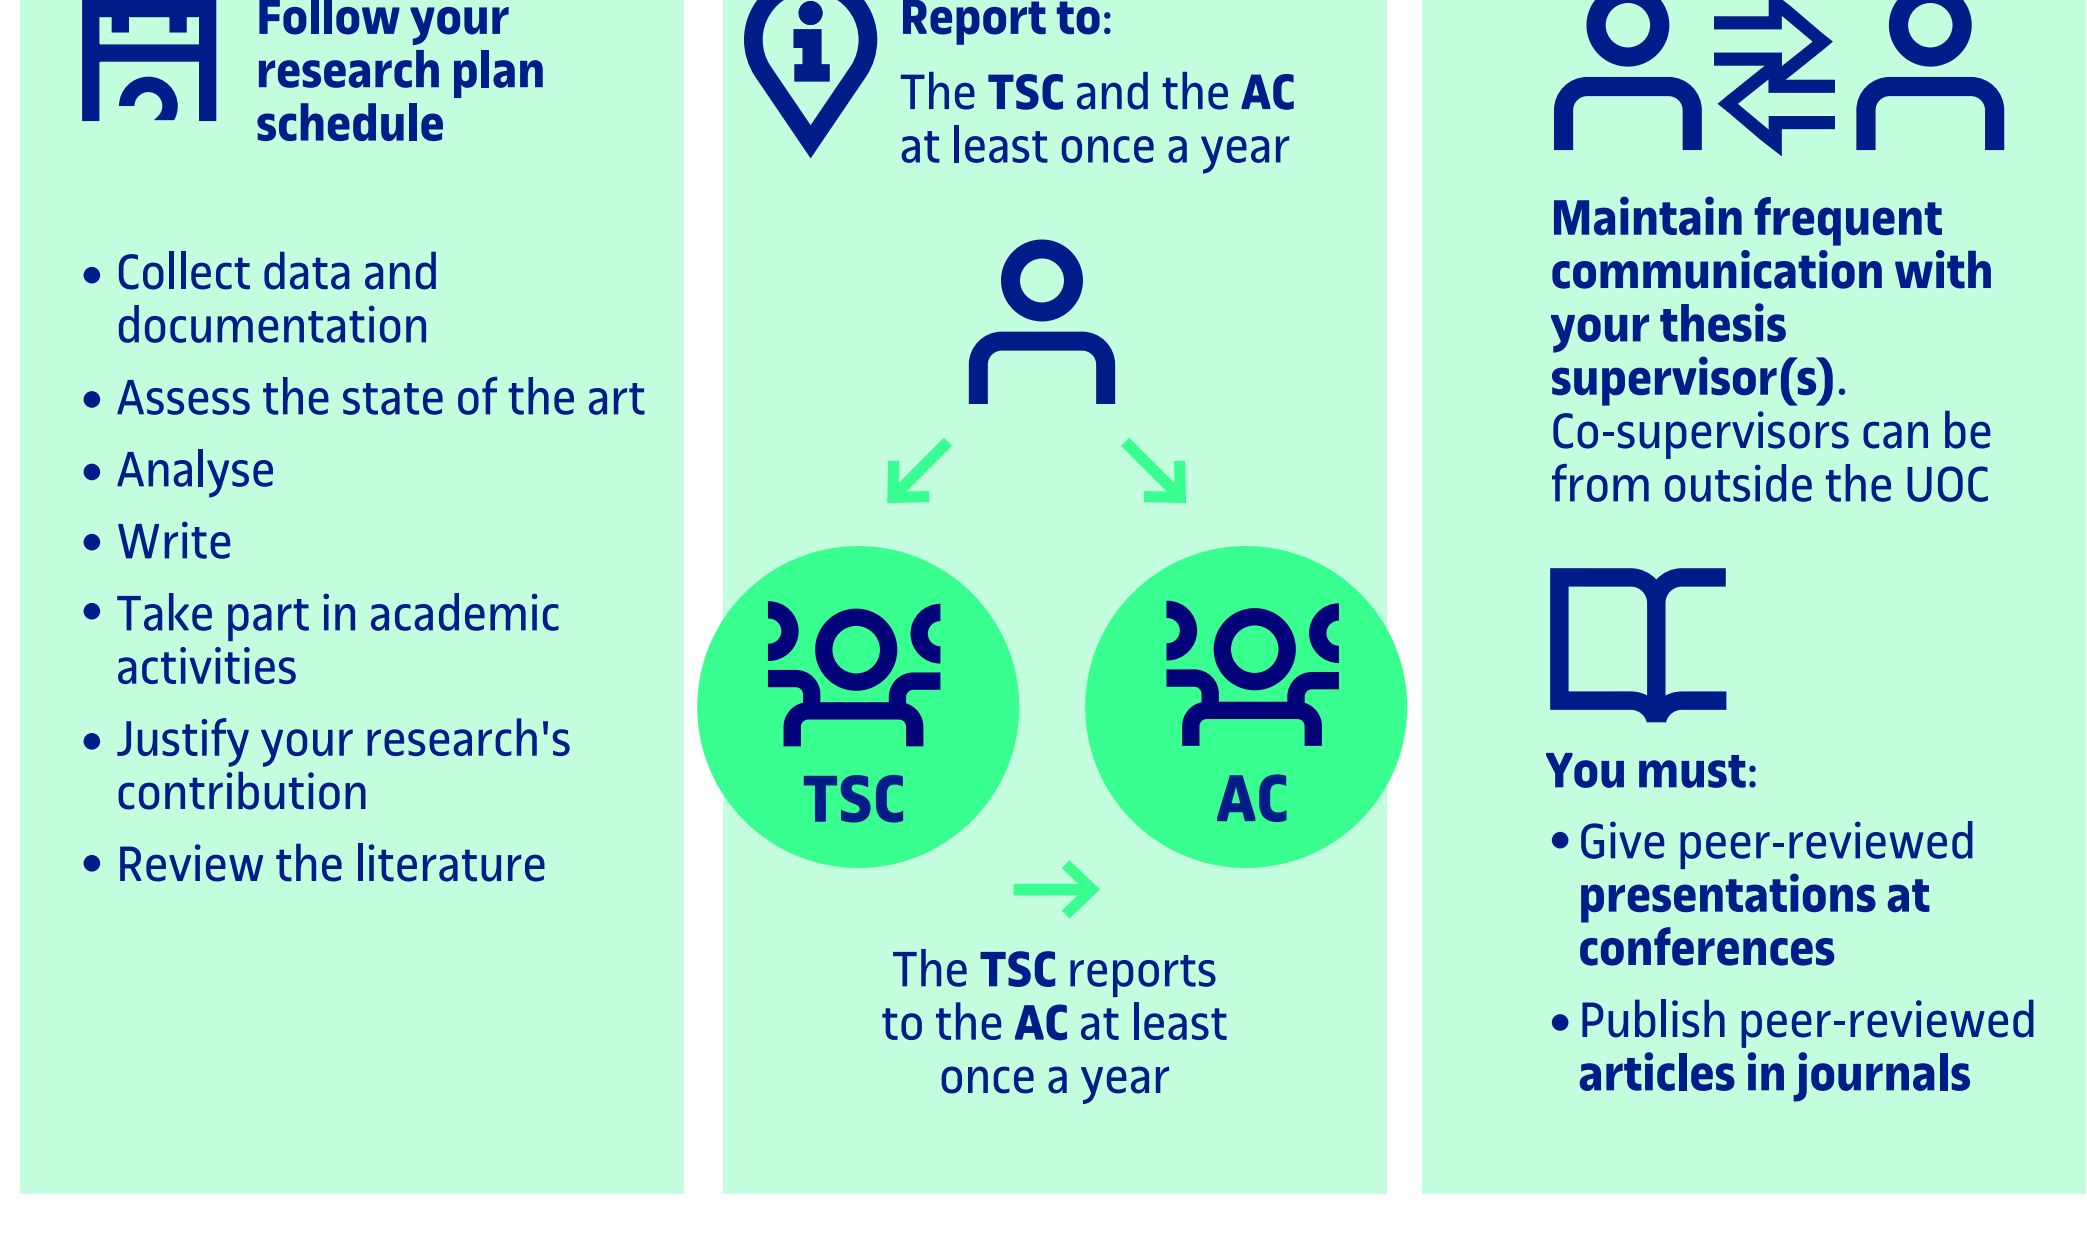 Follow your
research plan
schedule
• Collect data and
documentation
• Assess the state of the art
• Analyse
• Write
• Take part in academic
activities
• Justify your research's
contribution
• Review the literature
Report to:
The TSC and the AC
at least once a year
TSC
AC
The TSC reports
to the AC at least
once a year
Maintain frequent
communication with
your thesis
supervisor(s).
Co-supervisors can be
from outside the UOC
You must:
• Give peer-reviewed
presentations at
conferences
• Publish peer-reviewed
articles in journals